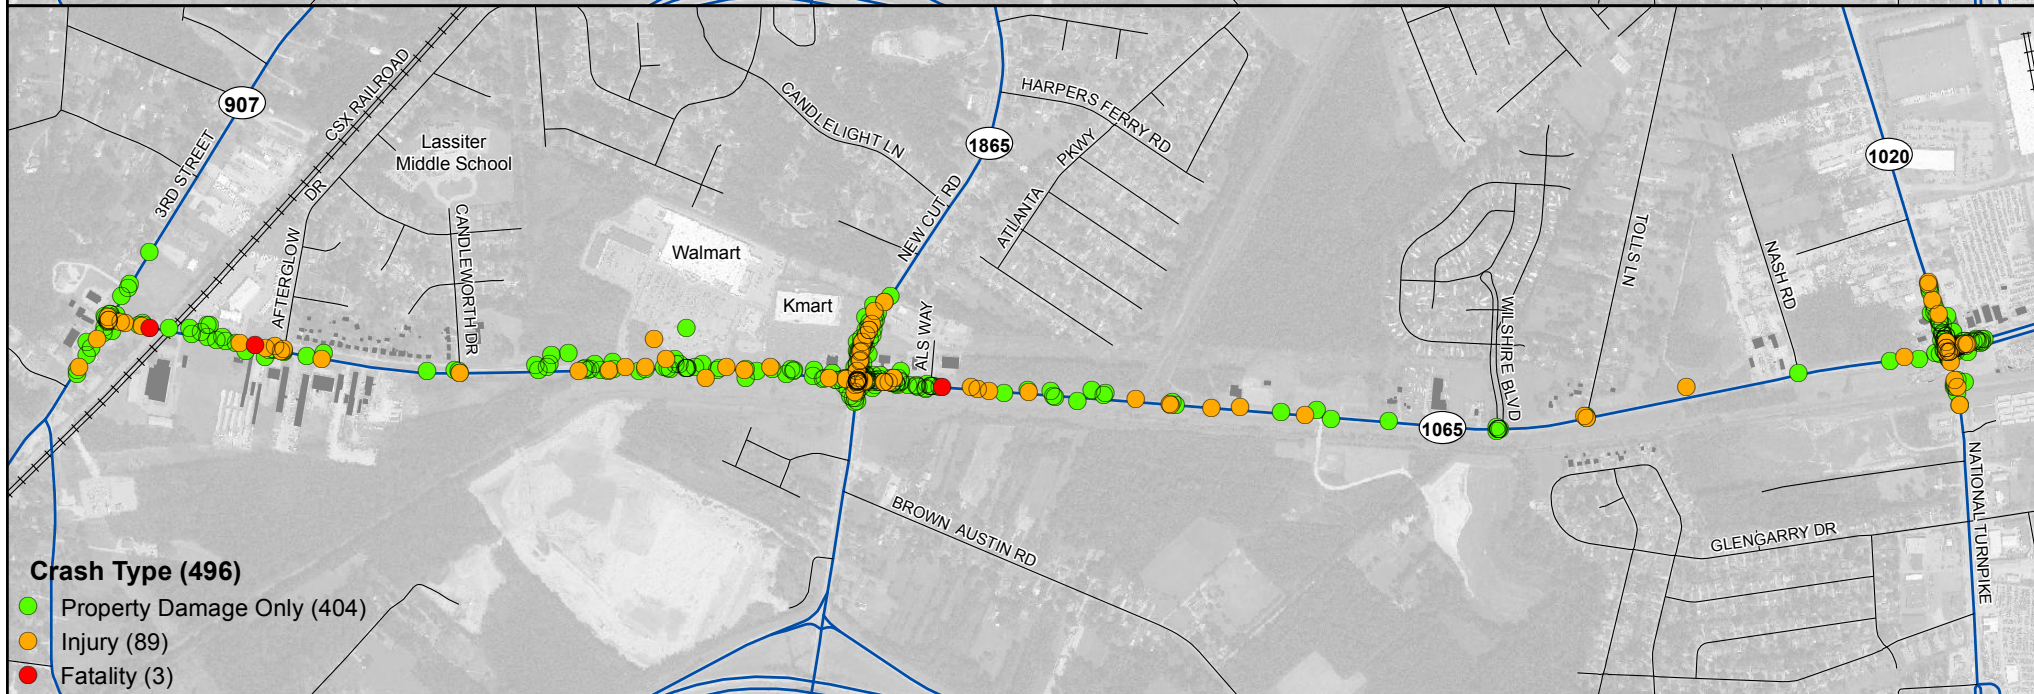 907
3RD STREET
CSX RAILROAD
Lassiter
Middle School
AFTERGLOW DR
CANDLEWORTH DR
CANDLELIGHT LN
1865
NEW CUT RD
HARPERS FERRY RD
ATLANTA PKWY
Walmart
Kmart
ALS WAY
WILSHIRE BLVD
TOLLS LN
NASH RD
1020
1065
BROWN AUSTIN RD
GLENGARRY DR
NATIONAL TURNPIKE
Crash Type (496)
Property Damage Only (404)
Injury (89)
Fatality (3)